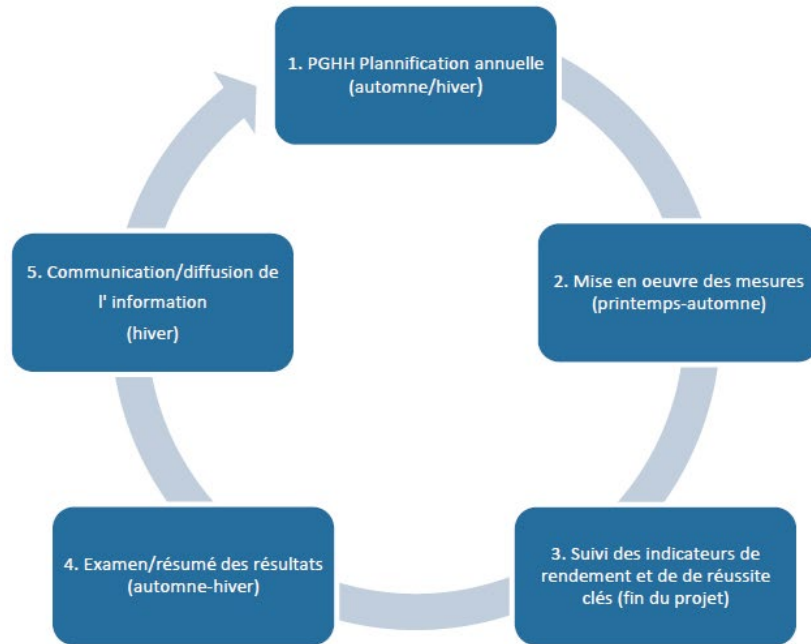 1. PGHH Plannification annuelle
(automne/hiver)
2. Mise en oeuvre des mesures
(printemps-automne)
3. Suivi des indicateurs de
rendement et de de réussite
clés (fin du projet)
4. Examen/résumé des résultats
(automne-hiver)
5. Communication/diffusion de
l' information
(hiver)